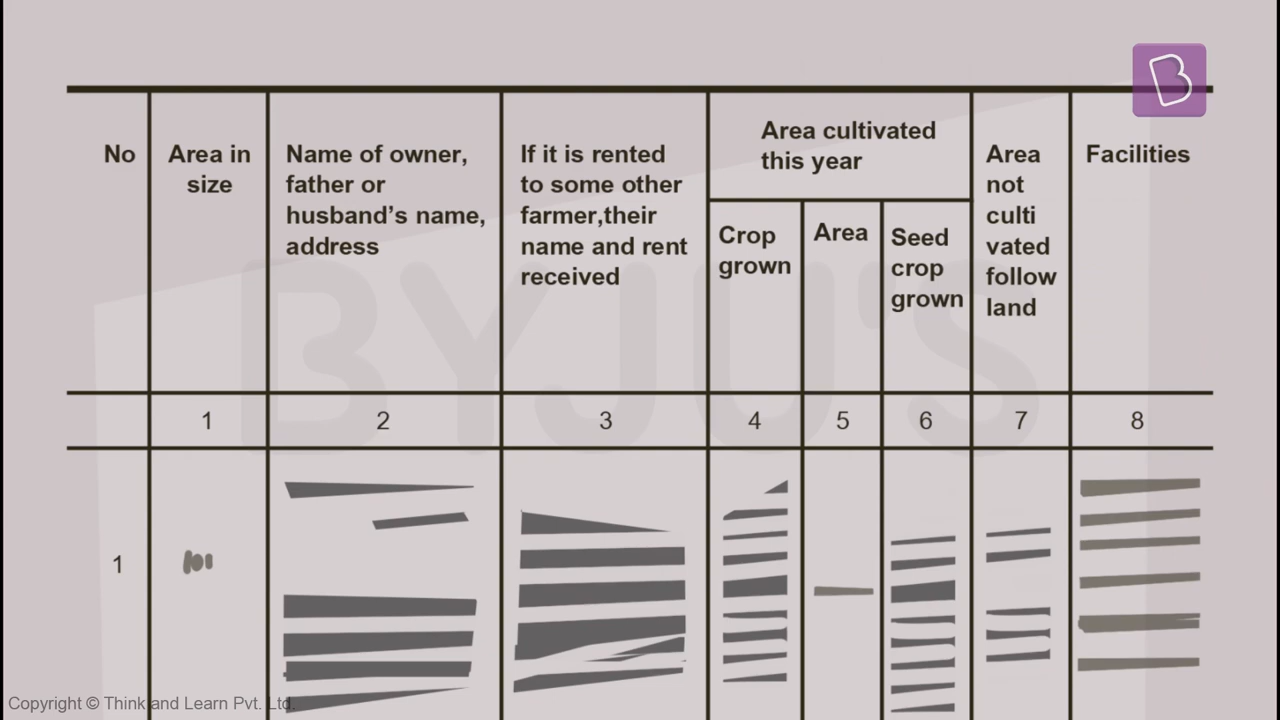 No
Area in
size
Name of owner,
father or
husband's name,
address
If it is rented
to some other
farmer,their
name and rent
received
Area cultivated
this year
Crop
grown
Area
Seed
crop
grown
Area
not
culti
vated
follow
land
Facilities
1 2 3 4 5 6 7 8
1
BYJU'S
Copyright © Think and Learn Pvt. Ltd.